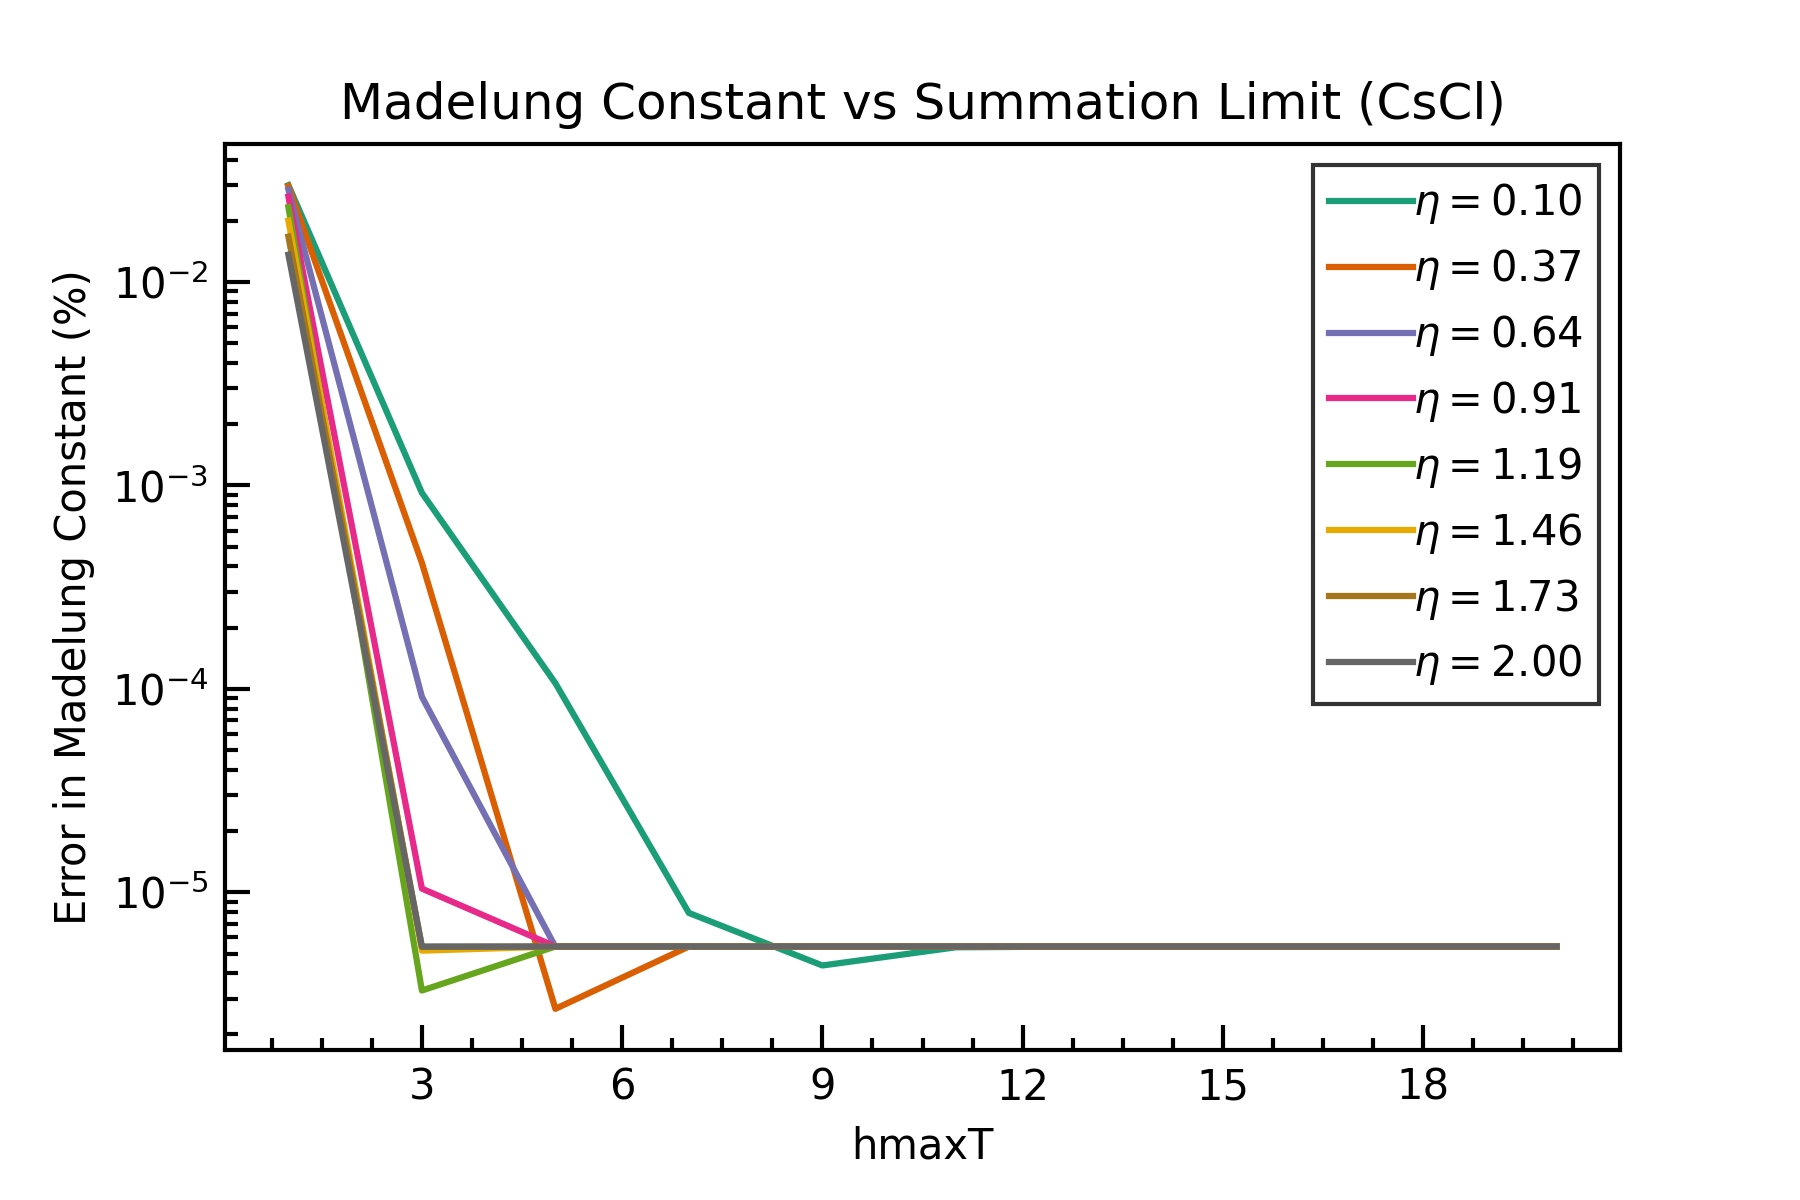 Madelung Constant vs Summation Limit (CsCl)
Error in Madelung Constant (%)
10⁻²
10⁻³
10⁻⁴
10⁻⁵
η = 0.10
η = 0.37
η = 0.64
η = 0.91
η = 1.19
η = 1.46
η = 1.73
η = 2.00
3 6 9 12 15 18
hmaxT